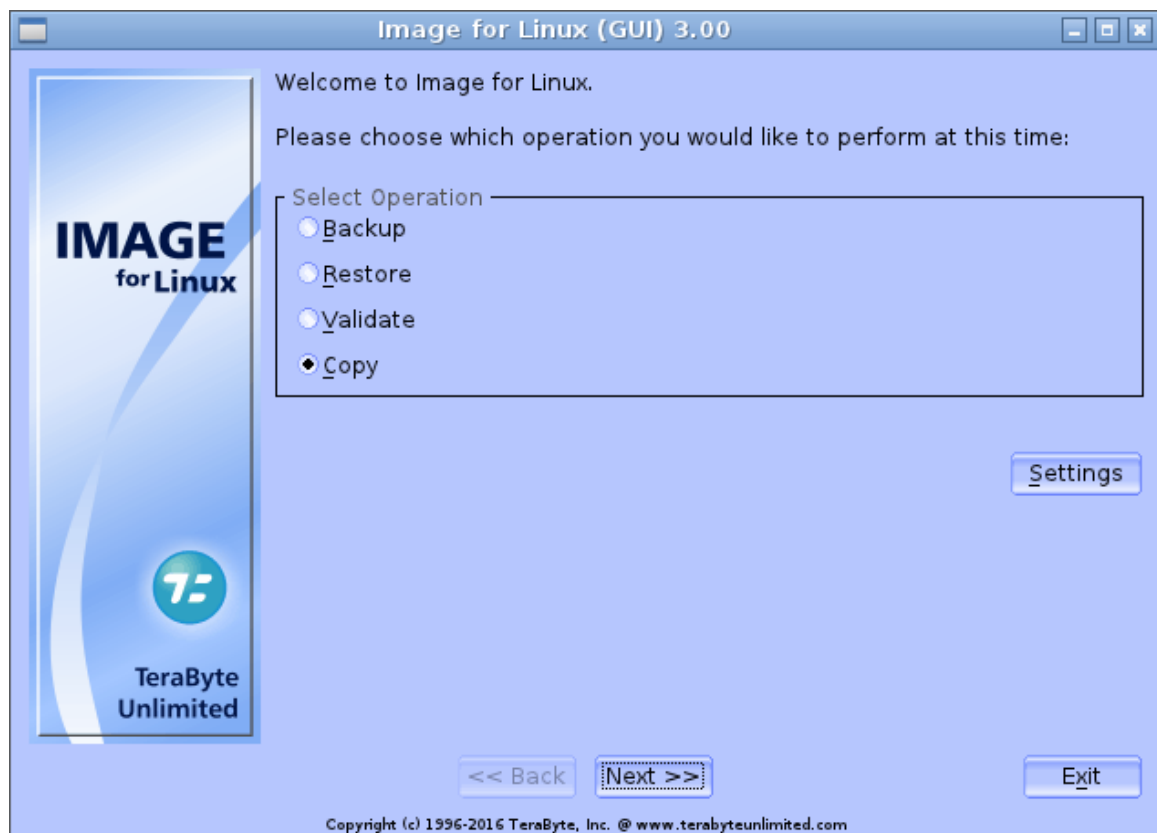 Image for Linux (GUI) 3.00
IMAGE
for Linux
TeraByte
Unlimited
Welcome to Image for Linux.
Please choose which operation you would like to perform at this time:
Select Operation
Backup
Restore
Validate
Copy
Settings
<< Back
Next >>
Exit
Copyright (c) 1996-2016 TeraByte, Inc. @ www.terabyteunlimited.com